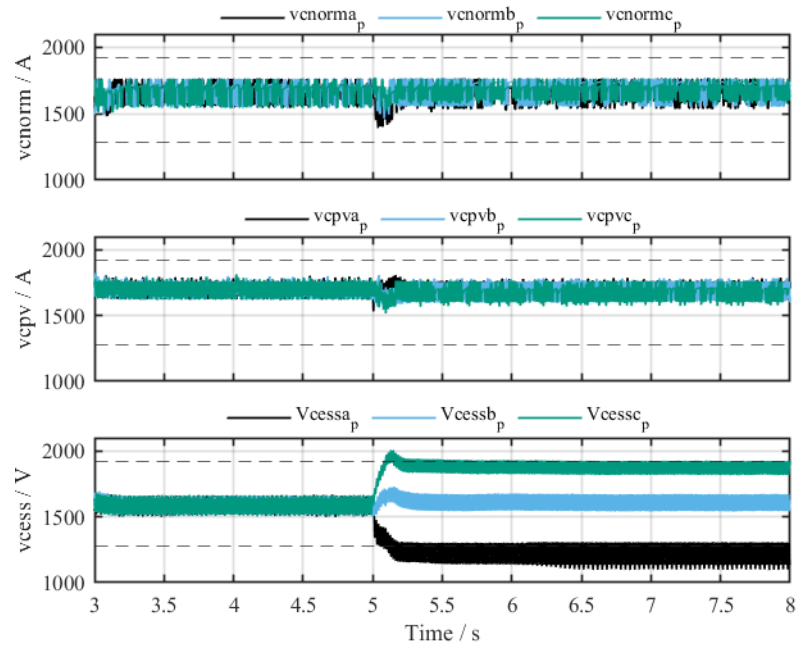 vcnorma_p vcnormb_p vcnormc_p
2000
1500
1000
vcnorm / A
vcpva_p vcpvb_p vcpvc_p
2000
1500
1000
vcpv / A
Vcessa_p Vcessb_p Vcessc_p
2000
1500
1000
vcess / V
3 3.5 4 4.5 5 5.5 6 6.5 7 7.5 8
Time / s